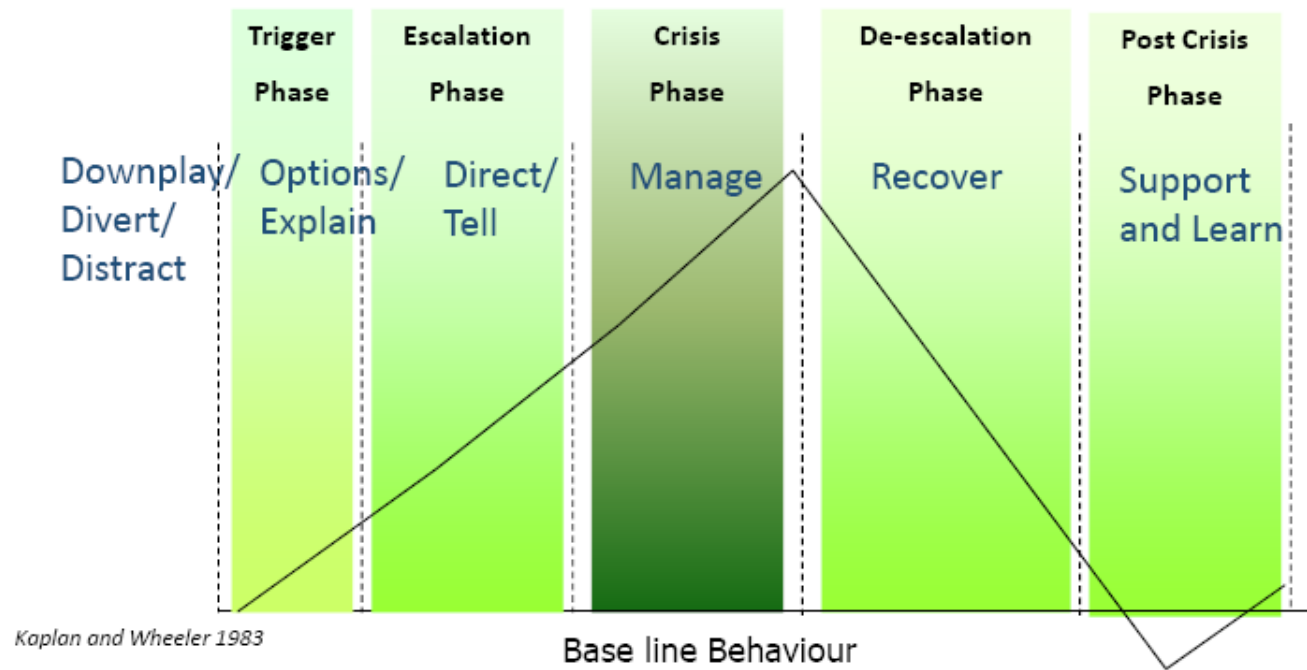 Trigger
Phase
Escalation
Phase
Crisis
Phase
De-escalation
Phase
Post Crisis
Phase
Downplay/
Divert/
Distract
Options/
Explain
Direct/
Tell
Manage
Recover
Support
and Learn
Kaplan and Wheeler 1983
Base line Behaviour